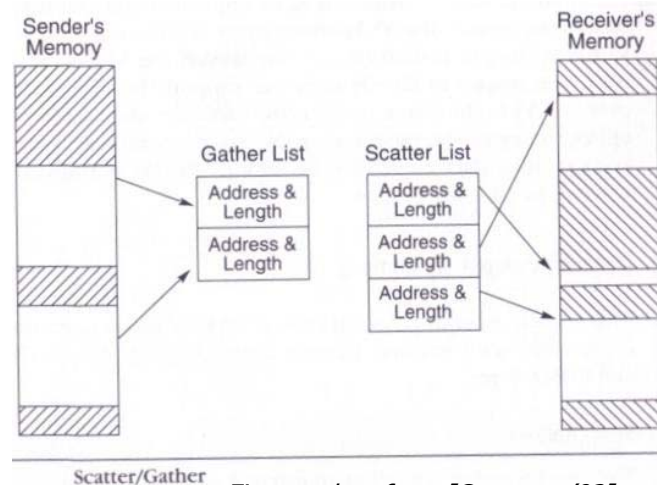 Sender's
Memory
Receiver's
Memory
Gather List
Scatter List
Address &
Length
Address &
Length
Address &
Length
Address &
Length
Address &
Length
Scatter/Gather